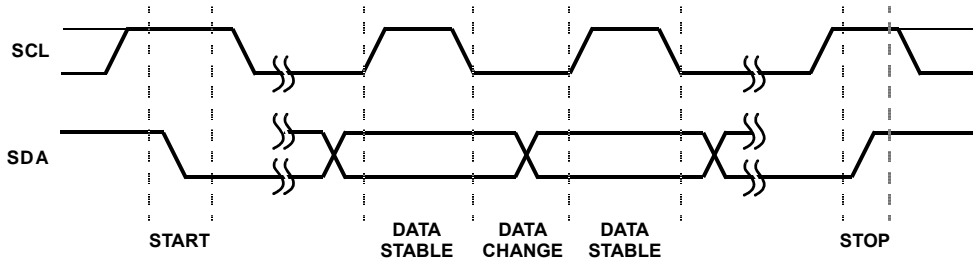 SCL
SDA
START
DATA STABLE
DATA CHANGE
DATA STABLE
STOP